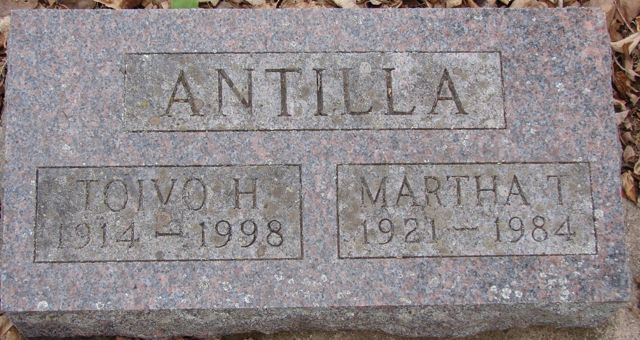 ANTILLA
TOIVO H.
1914 – 1998
MARTHA T.
1921 – 1984